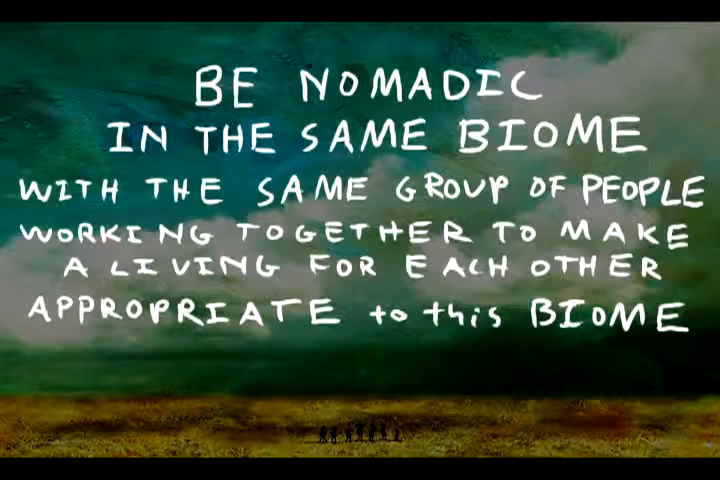 BE NOMADIC
IN THE SAME BIOME
WITH THE SAME GROUP OF PEOPLE
WORKING TOGETHER TO MAKE
A LIVING FOR EACH OTHER
APPROPRIATE to this BIOME